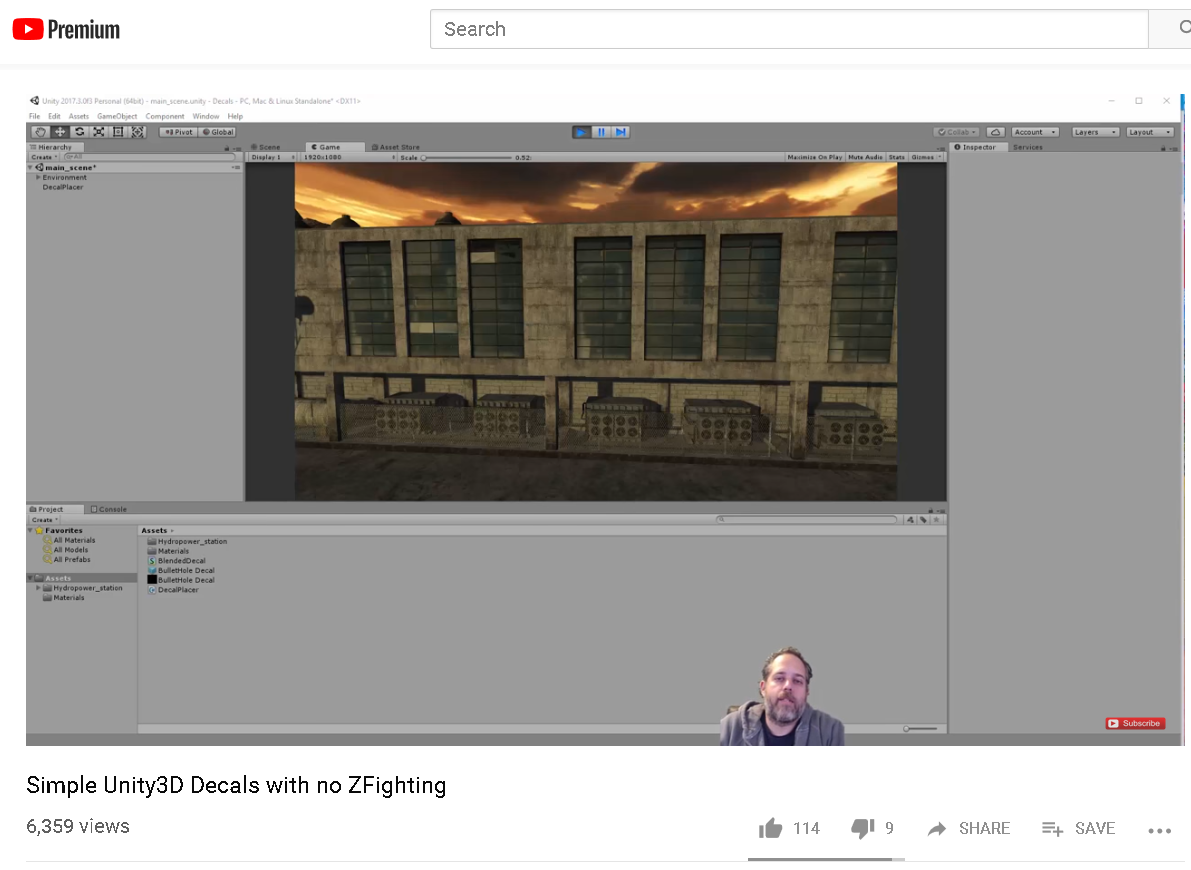 Premium
Search
Unity 2017.3.0f3 Personal (64bit) - main_scene.unity - Decals - PC, Mac & Linux Standalone* <DX11>
File Edit Assets GameObject Component Window Help
Pivot Global Collab Account Layers Layout
Hierarchy Scene Game Asset Store Inspector Services
Create All Display 1 1920x1080 Scale 0.52 Maximize On Play Mute Audio Stats Gizmos
main_scene*
Environment
DecalPlacer
Project Console
Create
Favorites
All Materials
All Models
All Prefabs
Assets
Hydropower_station
Materials
Assets
Hydropower_station
Materials
BlendedDecal
BulletHole Decal
BulletHole Decal
DecalPlacer
Subscribe
Simple Unity3D Decals with no ZFighting
6,359 views
114 9 SHARE SAVE